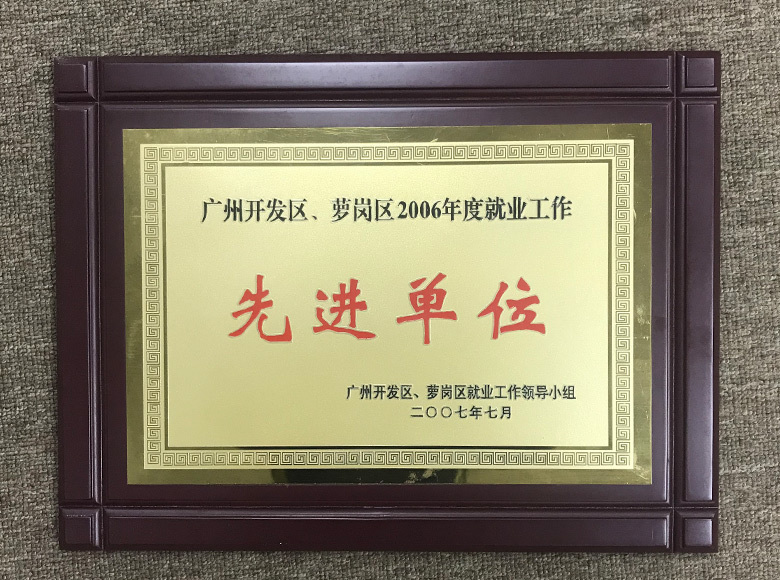 广州开发区、萝岗区2006年度就业工作
先进单位
广州开发区、萝岗区就业工作领导小组
二〇〇七年七月